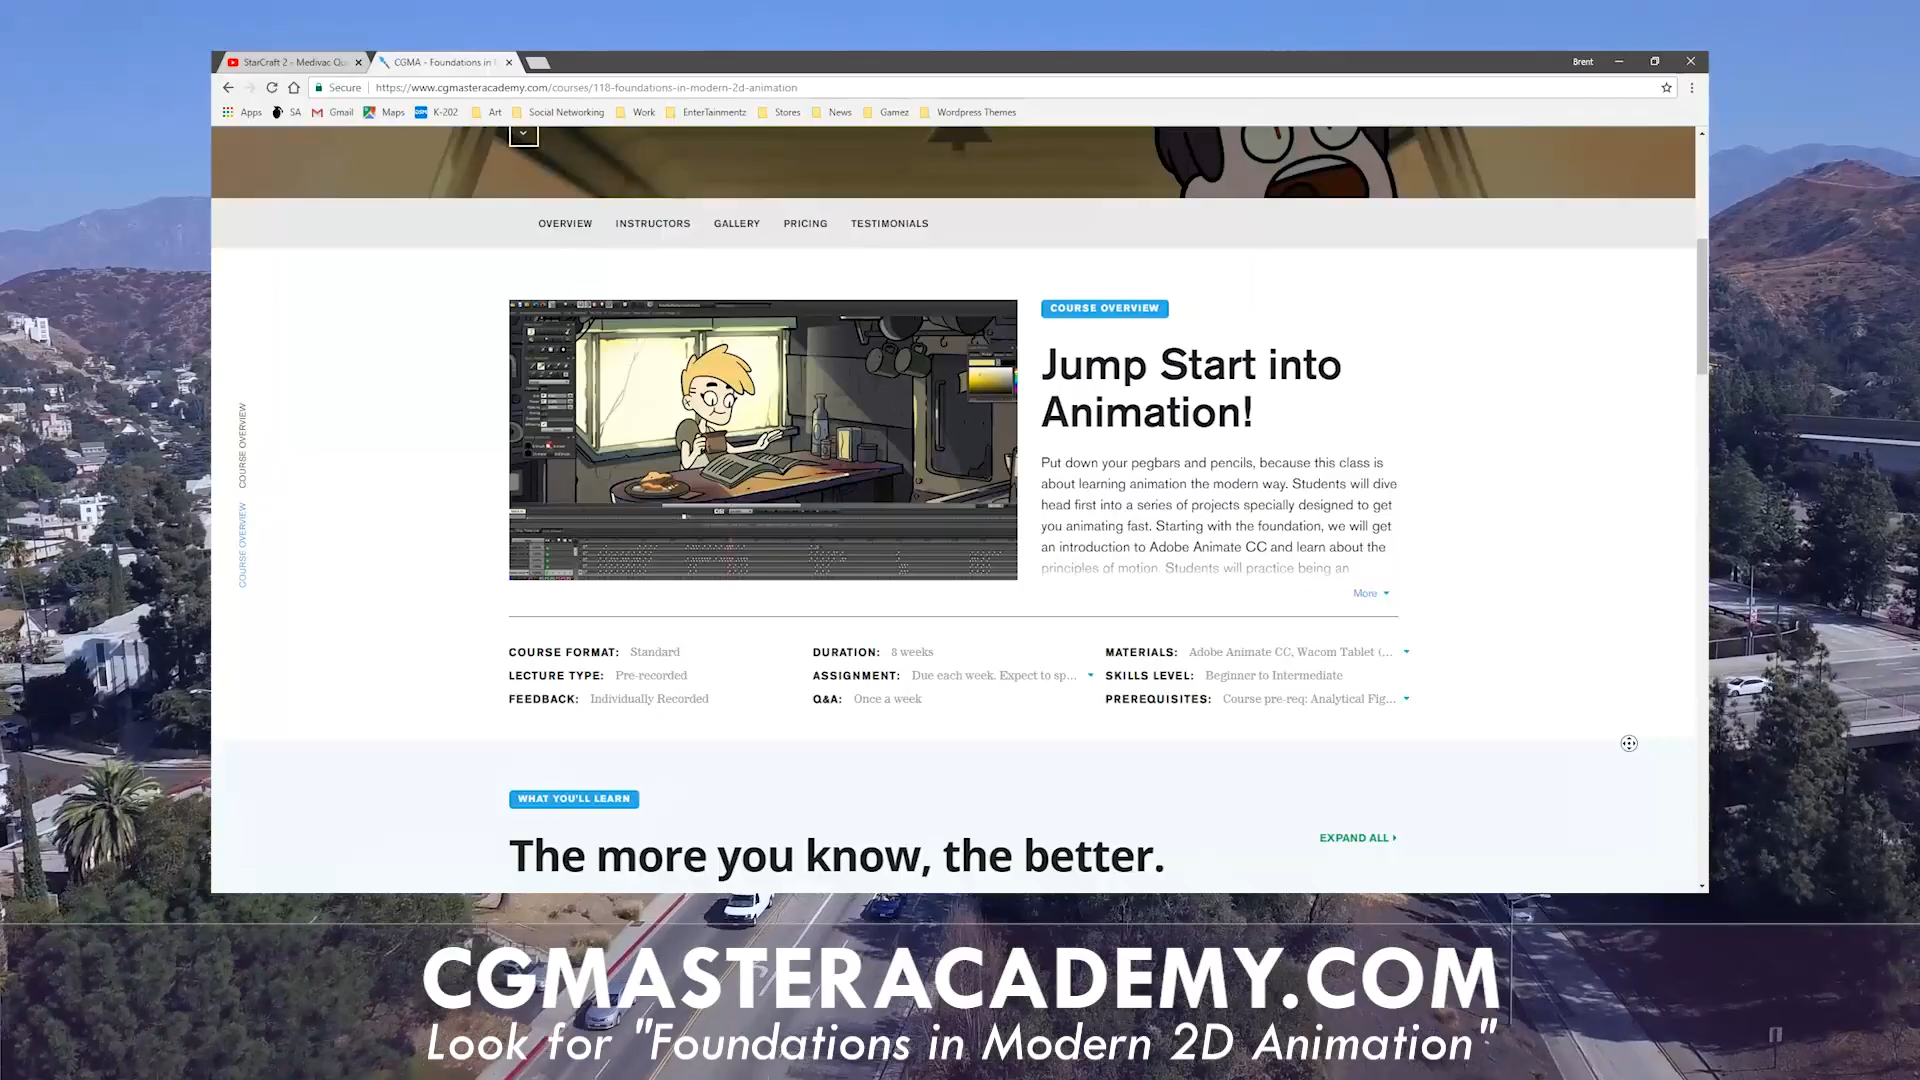 StarCraft 2 - Medivac Qu
CGMA - Foundations in
Brent
Secure
https://www.cgmasteracademy.com/courses/118-foundations-in-modern-2d-animation
Apps
SA
Gmail
Maps
K-202
Art
Social Networking
Work
EnterTainmentz
Stores
News
Gamez
Wordpress Themes
OVERVIEW
INSTRUCTORS
GALLERY
PRICING
TESTIMONIALS
COURSE OVERVIEW
COURSE OVERVIEW
COURSE OVERVIEW
Jump Start into
Animation!
Put down your pegbars and pencils, because this class is
about learning animation the modern way. Students will dive
head first into a series of projects specially designed to get
you animating fast. Starting with the foundation, we will get
an introduction to Adobe Animate CC and learn about the
principles of motion. Students will practice being an
More
COURSE FORMAT: Standard
LECTURE TYPE: Pre-recorded
FEEDBACK: Individually Recorded
DURATION: 8 weeks
ASSIGNMENT: Due each week. Expect to sp...
Q&A: Once a week
MATERIALS: Adobe Animate CC, Wacom Tablet (...
SKILLS LEVEL: Beginner to Intermediate
PREREQUISITES: Course pre-req: Analytical Fig...
WHAT YOU'LL LEARN
The more you know, the better.
EXPAND ALL
CGMASTERACADEMY.COM
Look for "Foundations in Modern 2D Animation"